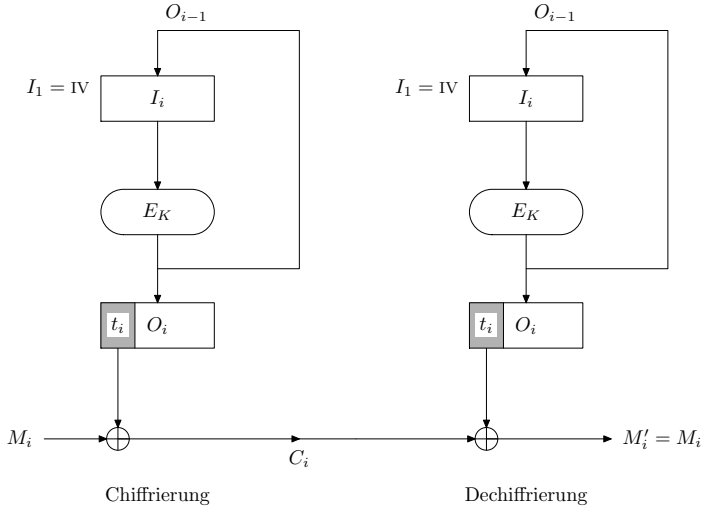 O_{i−1} O_{i−1}
I_1 = IV I_i I_1 = IV I_i
E_K E_K
t_i O_i t_i O_i
M_i M'_i = M_i
C_i
Chiffrierung Dechiffrierung